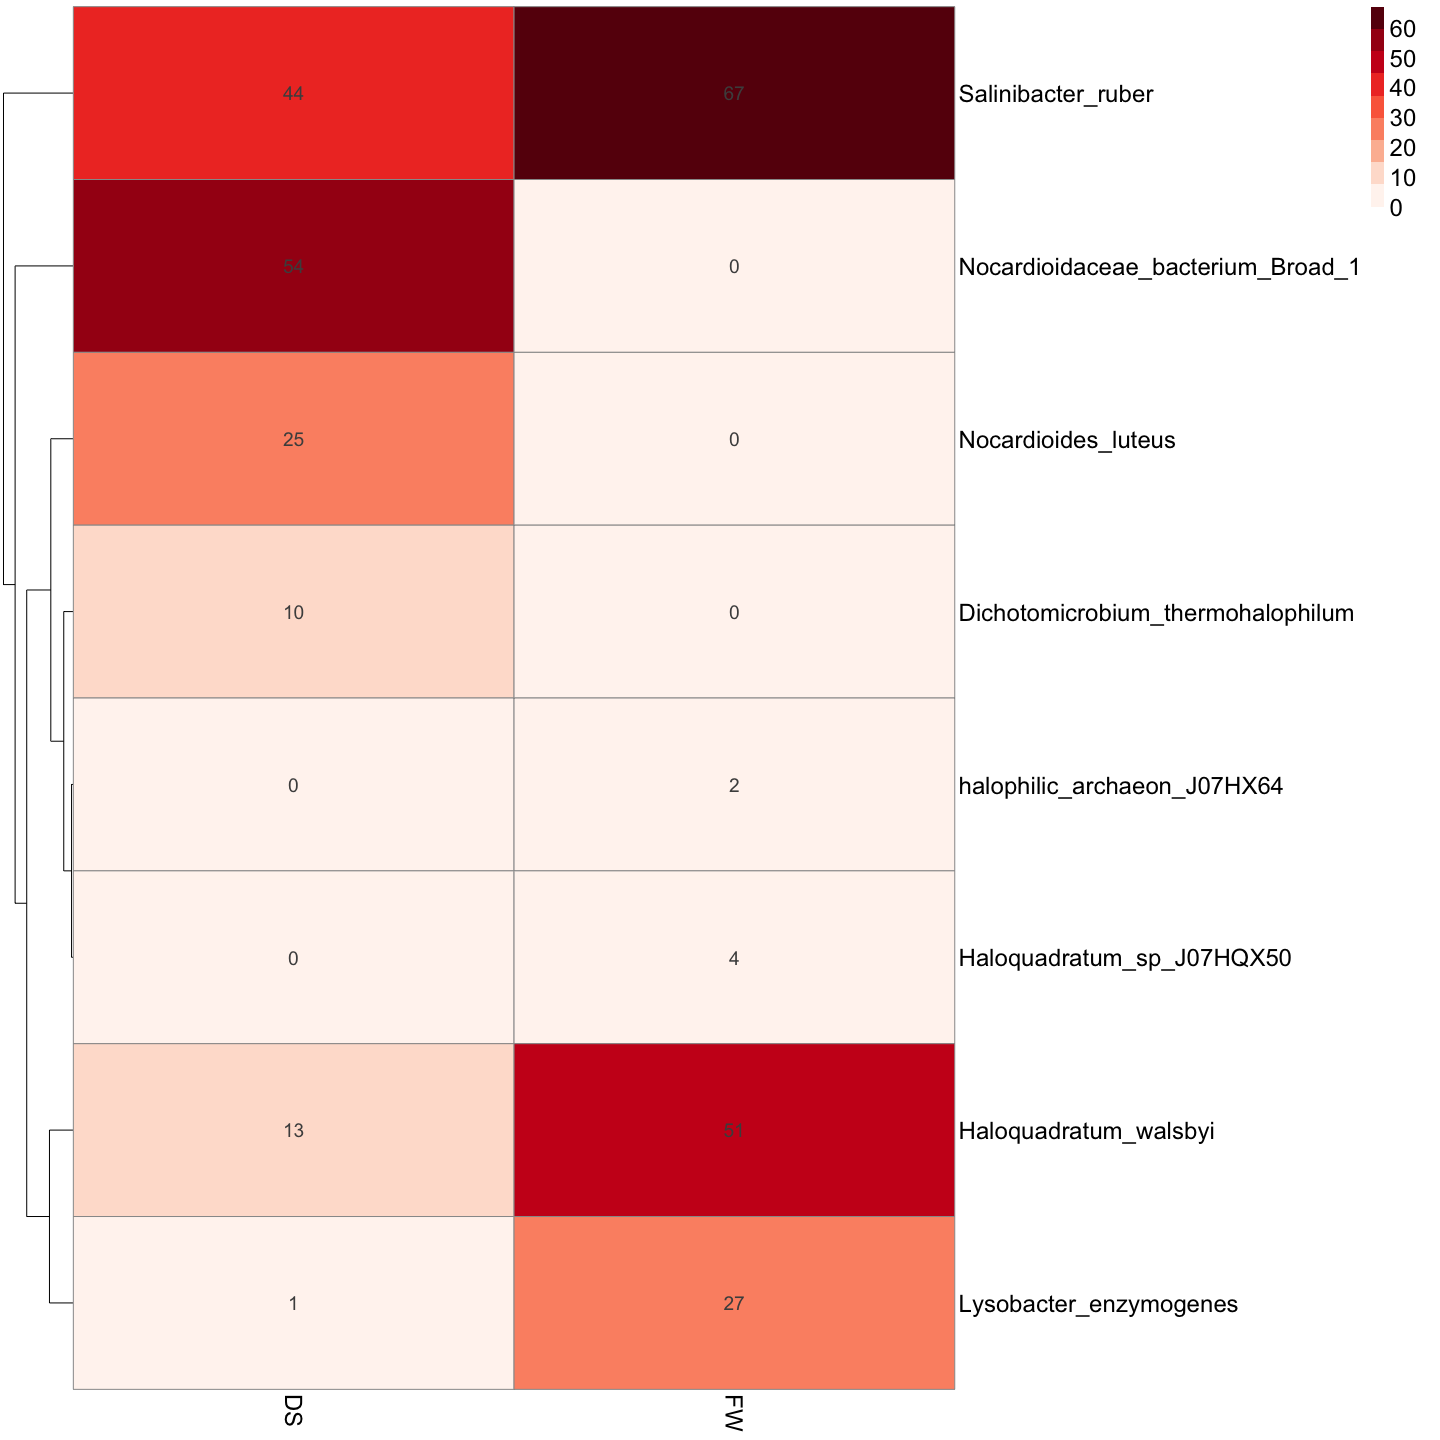 44 67 Salinibacter_ruber
54 0 Nocardioidaceae_bacterium_Broad_1
25 0 Nocardioides_luteus
10 0 Dichotomicrobium_thermohalophilum
0 2 halophilic_archaeon_J07HX64
0 4 Haloquadratum_sp_J07HQX50
13 51 Haloquadratum_walsbyi
1 27 Lysobacter_enzymogenes
DS FW
60
50
40
30
20
10
0